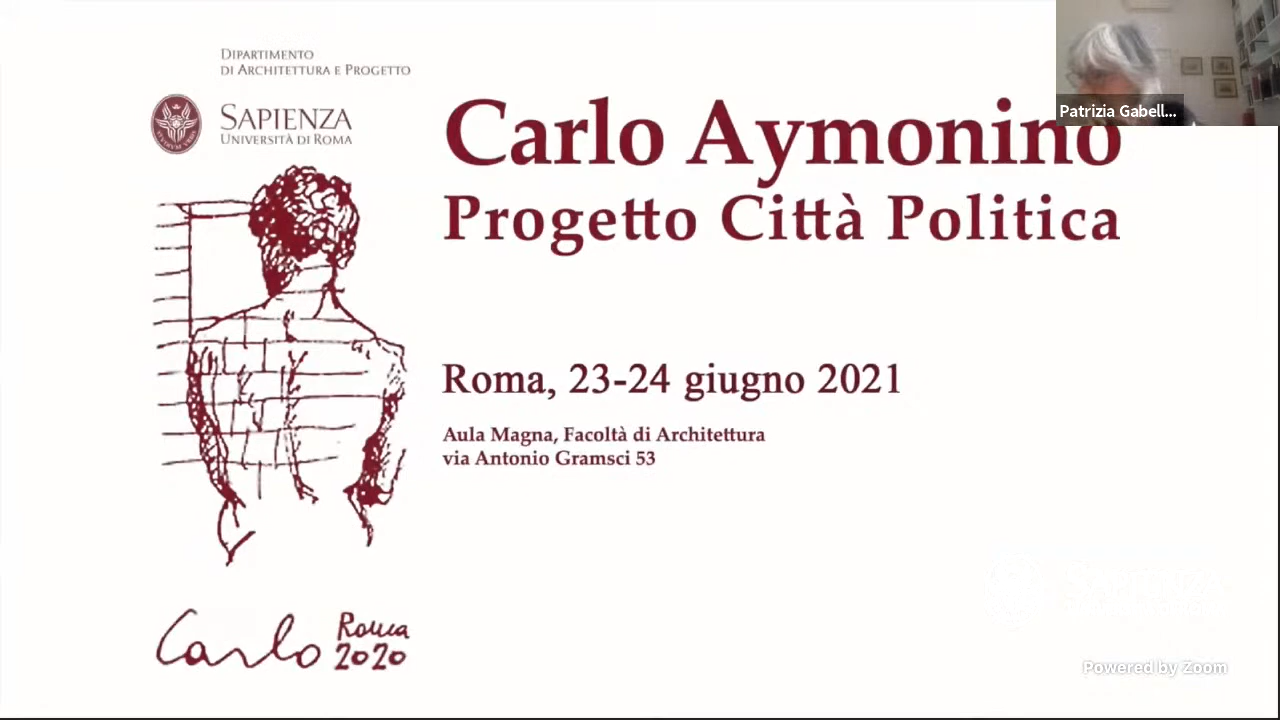 DIPARTIMENTO
DI ARCHITETTURA E PROGETTO
SAPIENZA
UNIVERSITÀ DI ROMA
Patrizia Gabell...
Carlo Aymonino
Progetto Città Politica
Roma, 23-24 giugno 2021
Aula Magna, Facoltà di Architettura
via Antonio Gramsci 53
Carlo Roma
2020
Powered by Zoom